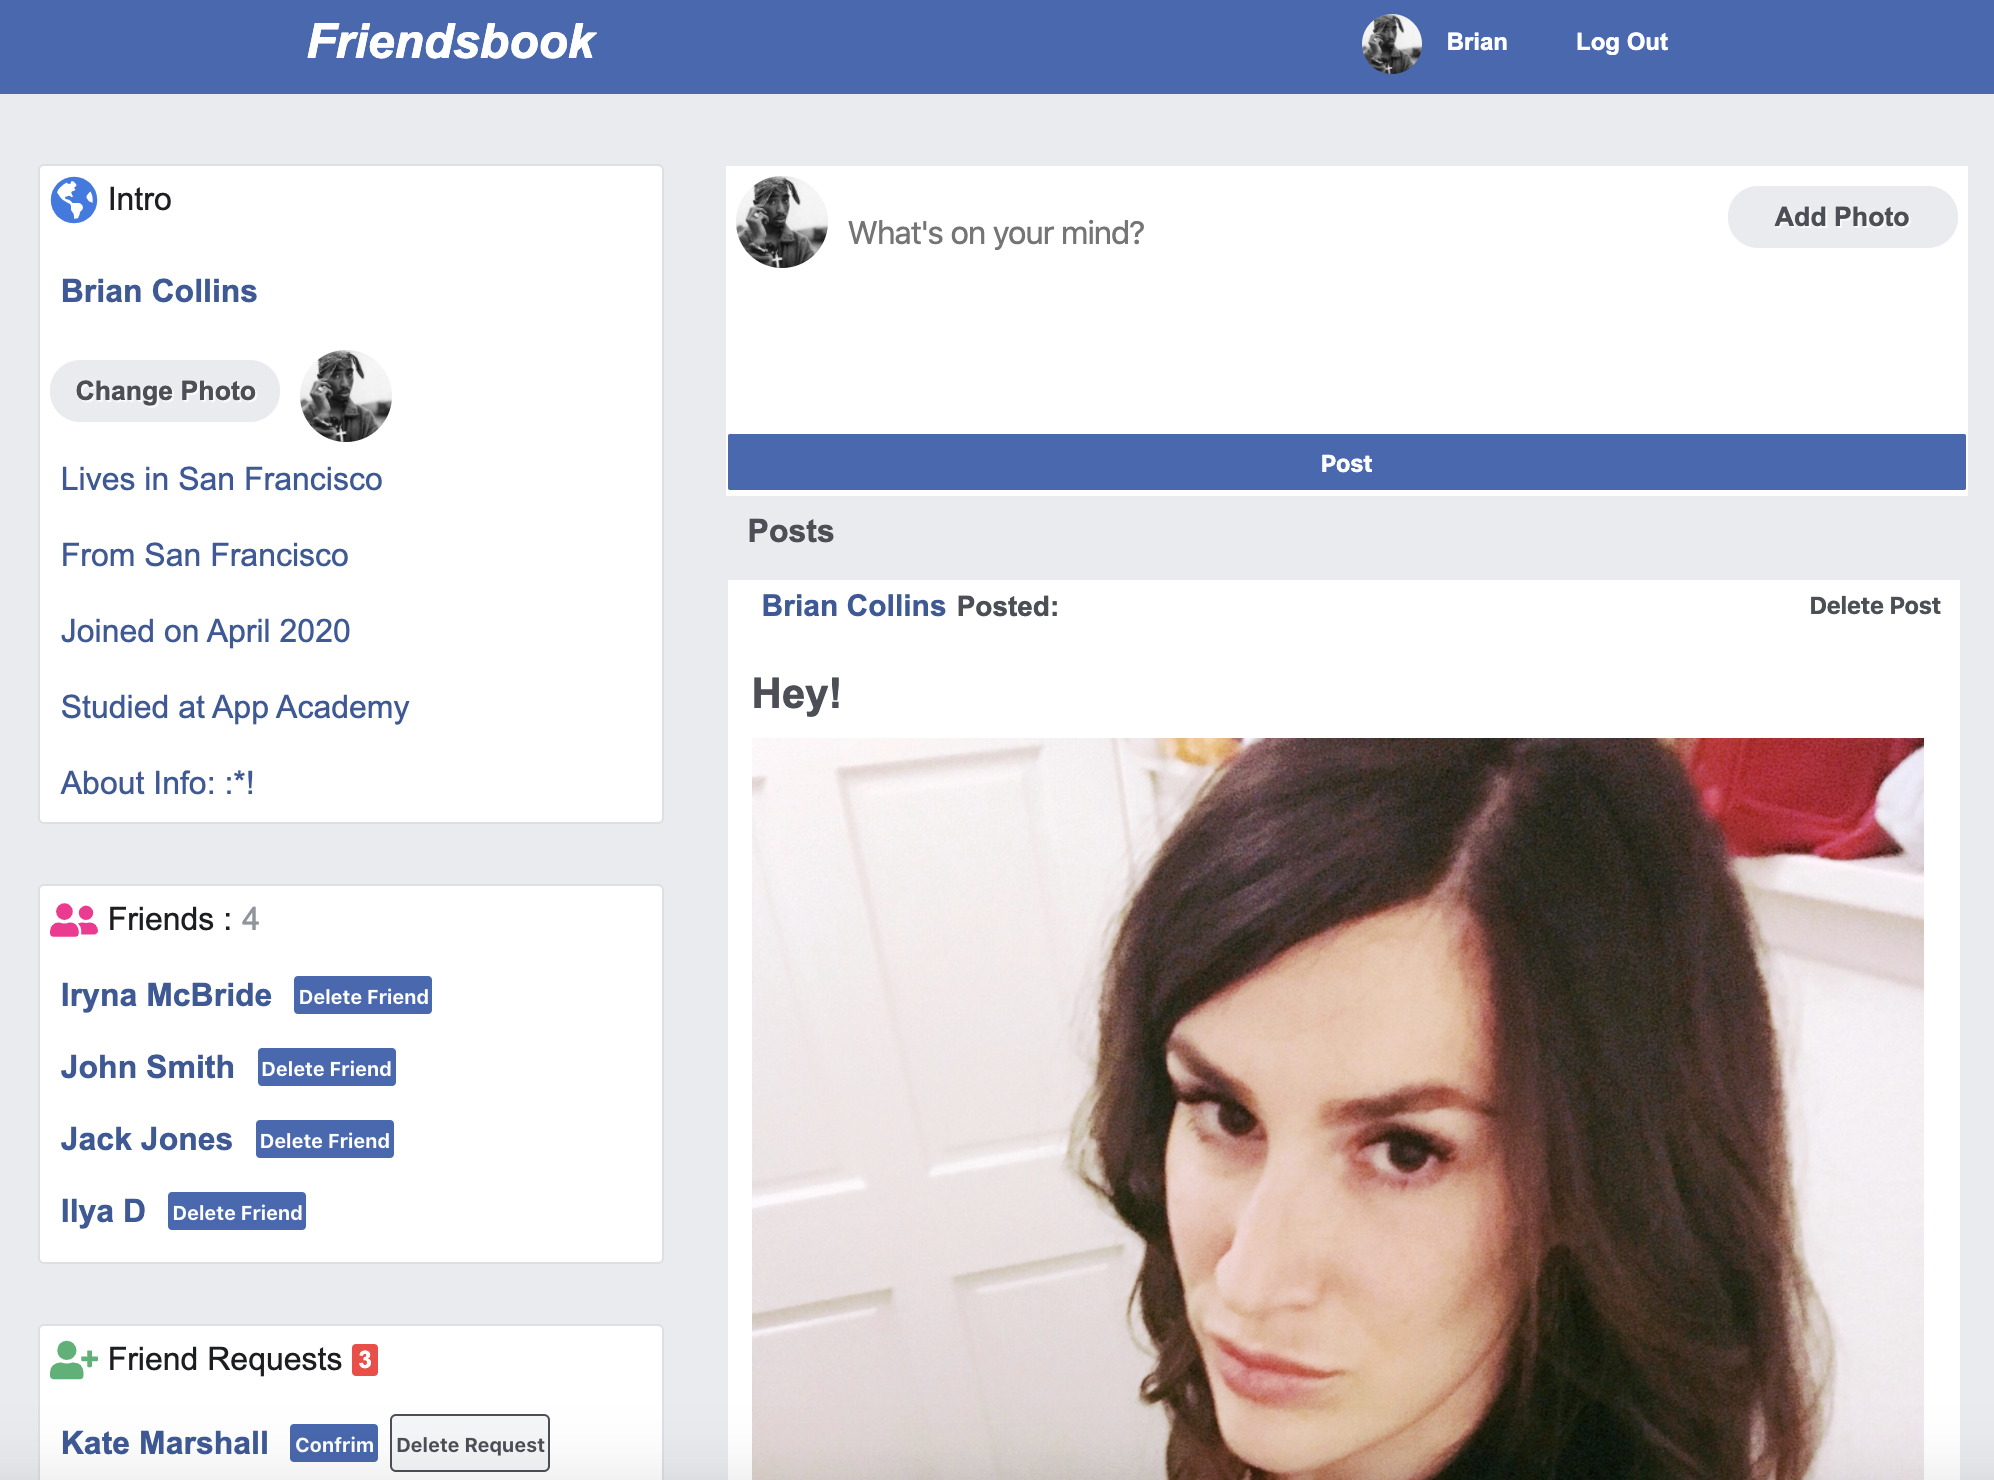 Friendsbook
Brian
Log Out
Intro
Brian Collins
Change Photo
Lives in San Francisco
From San Francisco
Joined on April 2020
Studied at App Academy
About Info: :*!
Friends : 4
Iryna McBride Delete Friend
John Smith Delete Friend
Jack Jones Delete Friend
Ilya D Delete Friend
Friend Requests 3
Kate Marshall Confrim Delete Request
What's on your mind?
Add Photo
Post
Posts
Brian Collins Posted:
Delete Post
Hey!